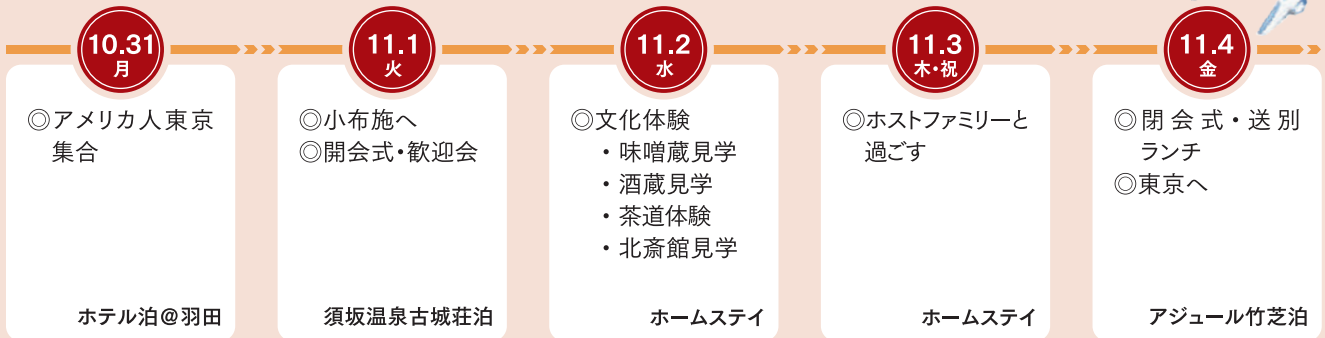 10.31
月
◎アメリカ人東京
集合
ホテル泊@羽田
11.1
火
◎小布施へ
◎開会式・歓迎会
須坂温泉古城荘泊
11.2
水
◎文化体験
・味噌蔵見学
・酒蔵見学
・茶道体験
・北斎館見学
ホームステイ
11.3
木・祝
◎ホストファミリーと
過ごす
ホームステイ
11.4
金
◎閉会式・送別
ランチ
◎東京へ
アジュール竹芝泊